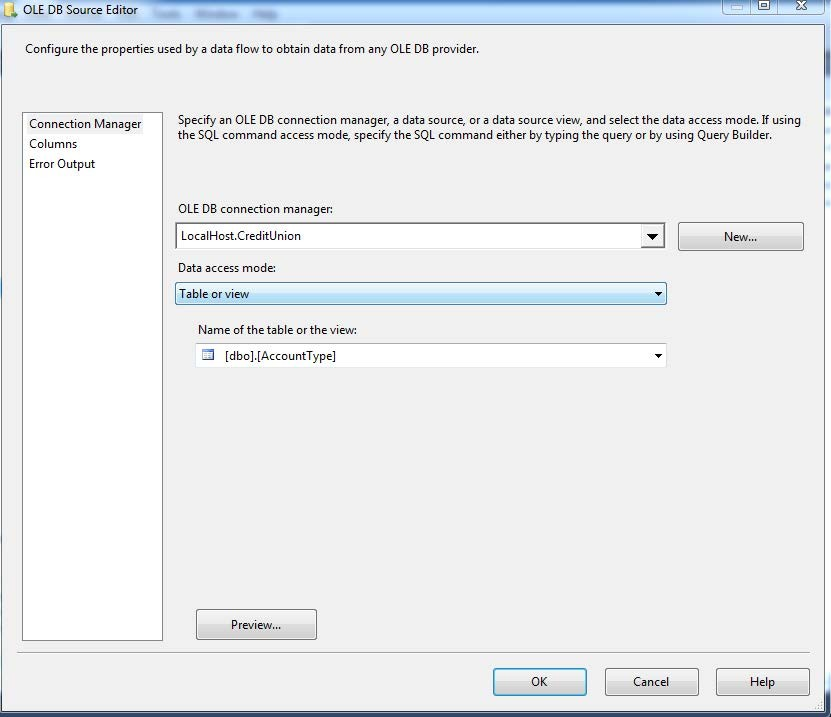 OLE DB Source Editor
Tools Window Help
Configure the properties used by a data flow to obtain data from any OLE DB provider.
Connection Manager
Columns
Error Output
Specify an OLE DB connection manager, a data source, or a data source view, and select the data access mode. If using
the SQL command access mode, specify the SQL command either by typing the query or by using Query Builder.
OLE DB connection manager:
LocalHost.CreditUnion
New...
Data access mode:
Table or view
Name of the table or the view:
[dbo].[AccountType]
Preview...
OK
Cancel
Help